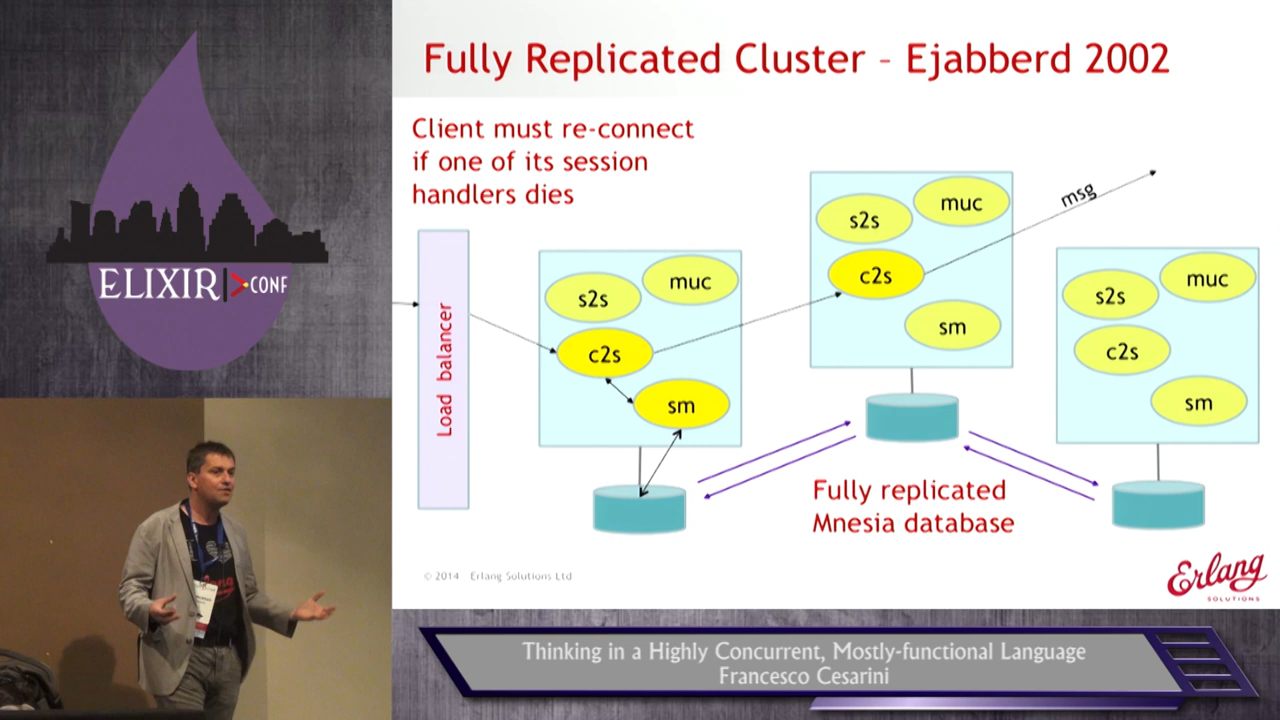 Fully Replicated Cluster - Ejabberd 2002
Client must re-connect
if one of its session
handlers dies
Load balancer
s2s
muc
c2s
sm
s2s
muc
c2s
sm
msg
s2s
muc
c2s
sm
Fully replicated
Mnesia database
© 2014 Erlang Solutions Ltd
Erlang
SOLUTIONS
ELIXIR CONF
Thinking in a Highly Concurrent, Mostly-functional Language
Francesco Cesarini